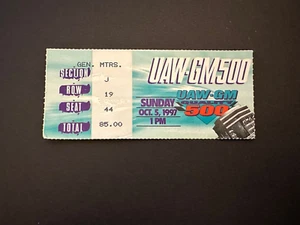 GEN. MTRS.
SECTION J
ROW 19
SEAT 44
TOTAL 85.00
UAW-GM500
SUNDAY
OCT. 5, 1997
1 PM
UAW-GM
QUALITY
500